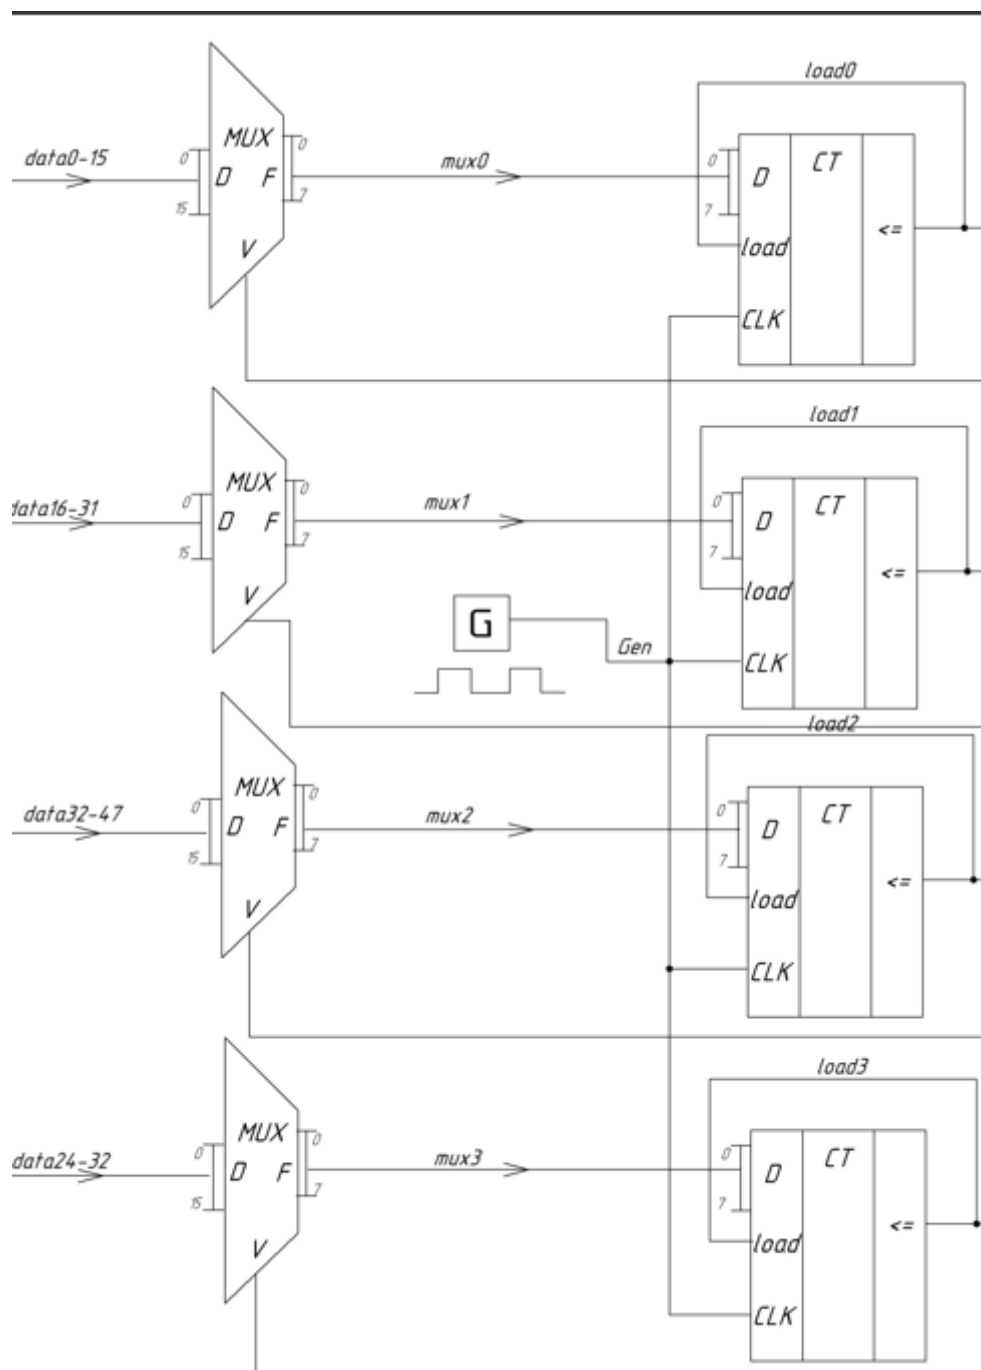 load0
data0-15
MUX
0
0
D
F
mux0
15
7
V
CT
0
D
7
<=
load
CLK
load1
data16-31
MUX
0
0
D
F
mux1
15
7
V
CT
0
D
7
<=
load
CLK
G
Gen
load2
data32-47
MUX
0
0
D
F
mux2
15
7
V
CT
0
D
7
<=
load
CLK
load3
data24-32
MUX
0
0
D
F
mux3
15
7
V
CT
0
D
7
<=
load
CLK